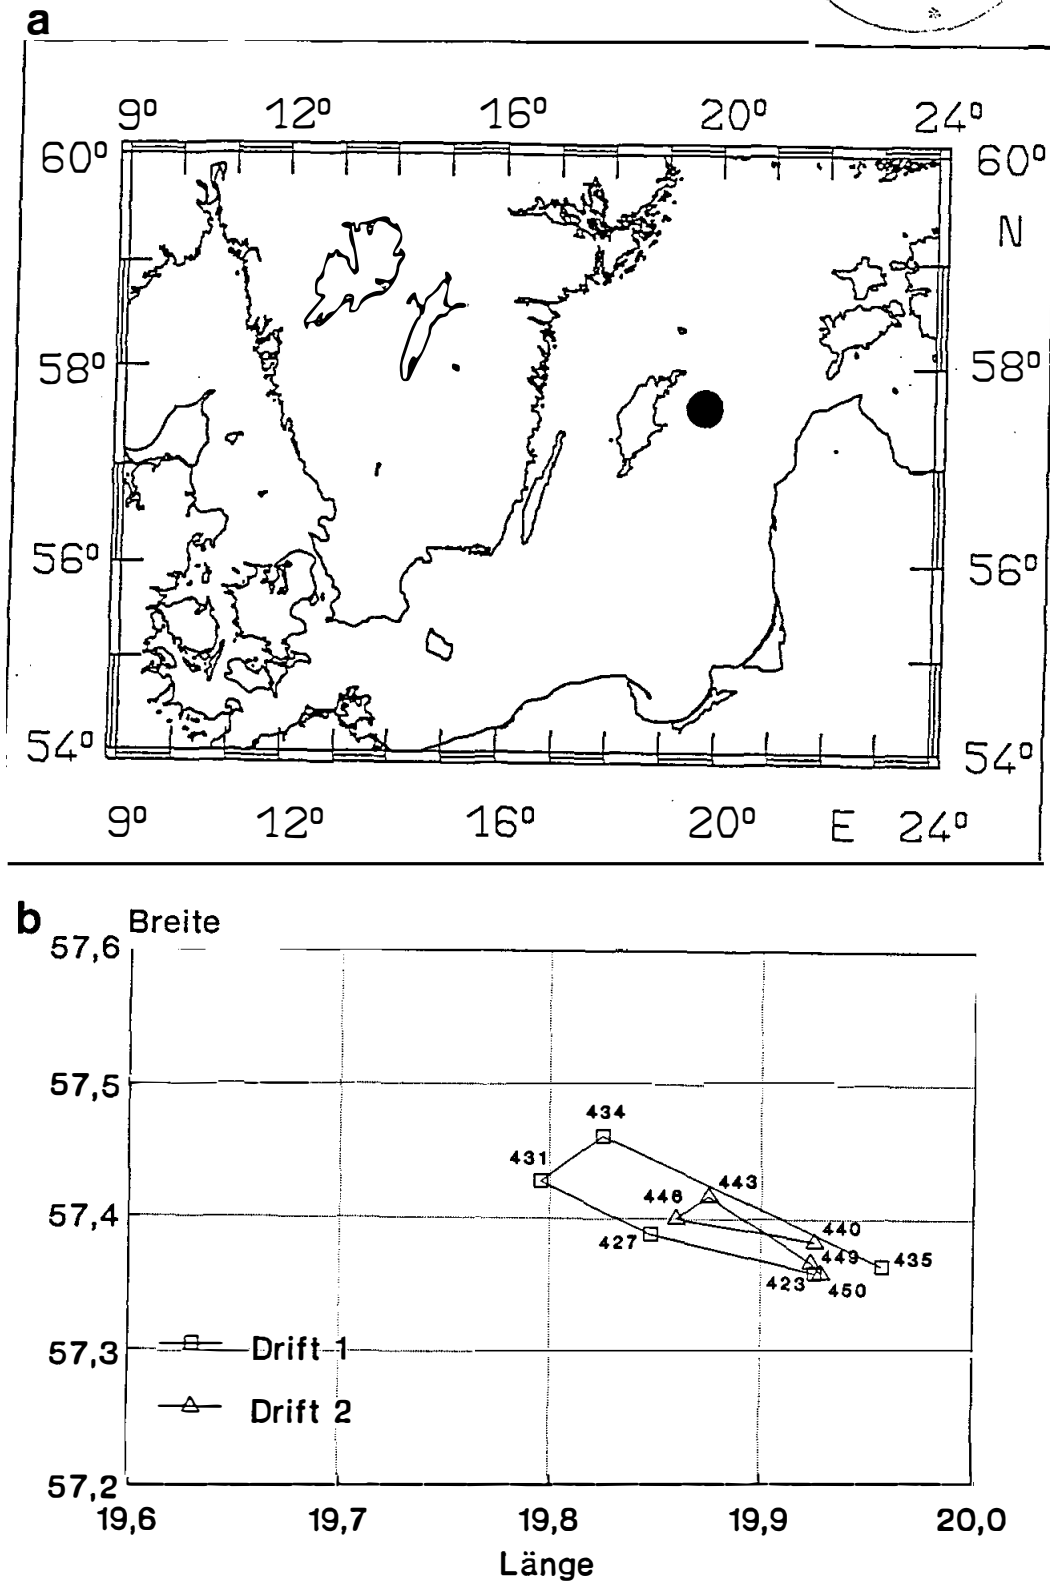 a
9° 12° 16° 20° 24°
60° 60°
N
58° 58°
56° 56°
54° 54°
9° 12° 16° 20° E 24°
b Breite
57,6
57,5
434
431
443
446
57,4
440
427
449 435
423 450
57,3
Drift 1
Drift 2
57,2
19,6 19,7 19,8 19,9 20,0
Länge